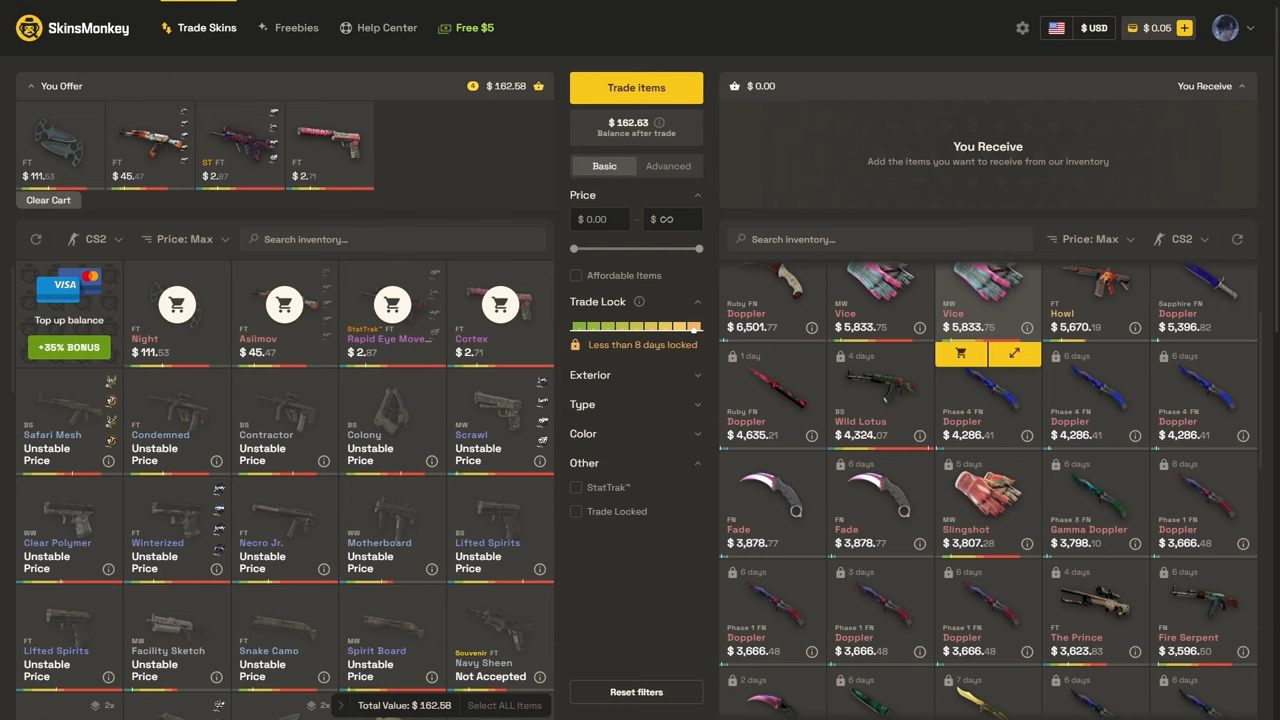 SkinsMonkey
Trade Skins
Freebies
Help Center
Free $5
$ USD
$ 0.05
You Offer
4
$ 162.58
FT
$ 111.53
FT
$ 45.47
ST FT
$ 2.87
FT
$ 2.71
Clear Cart
Trade items
$ 162.63
Balance after trade
Basic
Advanced
Price
$ 0.00
-
$ ∞
Affordable Items
Trade Lock
Less than 8 days locked
Exterior
Type
Color
Other
StatTrak™
Trade Locked
Reset filters
$ 0.00
You Receive
You Receive
Add the items you want to receive from our inventory
CS2
Price: Max
Search inventory...
VISA
Top up balance
+35% BONUS
Night
$ 111.53
FT
Asiimov
$ 45.47
StatTrak™ FT
Rapid Eye Move...
$ 2.87
FT
Cortex
$ 2.71
BS
Safari Mesh
Unstable
Price
FT
Condemned
Unstable
Price
BS
Contractor
Unstable
Price
BS
Colony
Unstable
Price
MW
Scrawl
Unstable
Price
WW
Clear Polymer
Unstable
Price
FT
Winterized
Unstable
Price
FT
Necro Jr.
Unstable
Price
WW
Motherboard
Unstable
Price
BS
Lifted Spirits
Unstable
Price
FT
Lifted Spirits
Unstable
Price
MW
Facility Sketch
Unstable
Price
FT
Snake Camo
Unstable
Price
MW
Spirit Board
Unstable
Price
Souvenir FT
Navy Sheen
Not Accepted
2x
2x
Total Value: $ 162.58
Select ALL Items
Search inventory...
Price: Max
CS2
Ruby FN
Doppler
$ 6,501.77
MW
Vice
$ 5,833.75
MW
Vice
$ 5,833.75
FT
Howl
$ 5,670.19
Sapphire FN
Doppler
$ 5,396.82
1 day
Ruby FN
Doppler
$ 4,635.21
4 days
BS
Wild Lotus
$ 4,324.07
Phase 4 FN
Doppler
$ 4,286.41
6 days
Phase 4 FN
Doppler
$ 4,286.41
6 days
Phase 4 FN
Doppler
$ 4,286.41
FN
Fade
$ 3,878.77
6 days
FN
Fade
$ 3,878.77
5 days
MW
Slingshot
$ 3,807.28
6 days
Phase 3 FN
Gamma Doppler
$ 3,798.10
8 days
Phase 1 FN
Doppler
$ 3,666.48
6 days
Phase 1 FN
Doppler
$ 3,666.48
3 days
Phase 1 FN
Doppler
$ 3,666.48
6 days
Phase 1 FN
Doppler
$ 3,666.48
4 days
FT
The Prince
$ 3,623.83
6 days
FN
Fire Serpent
$ 3,596.50
2 days
6 days
7 days
6 days
6 days